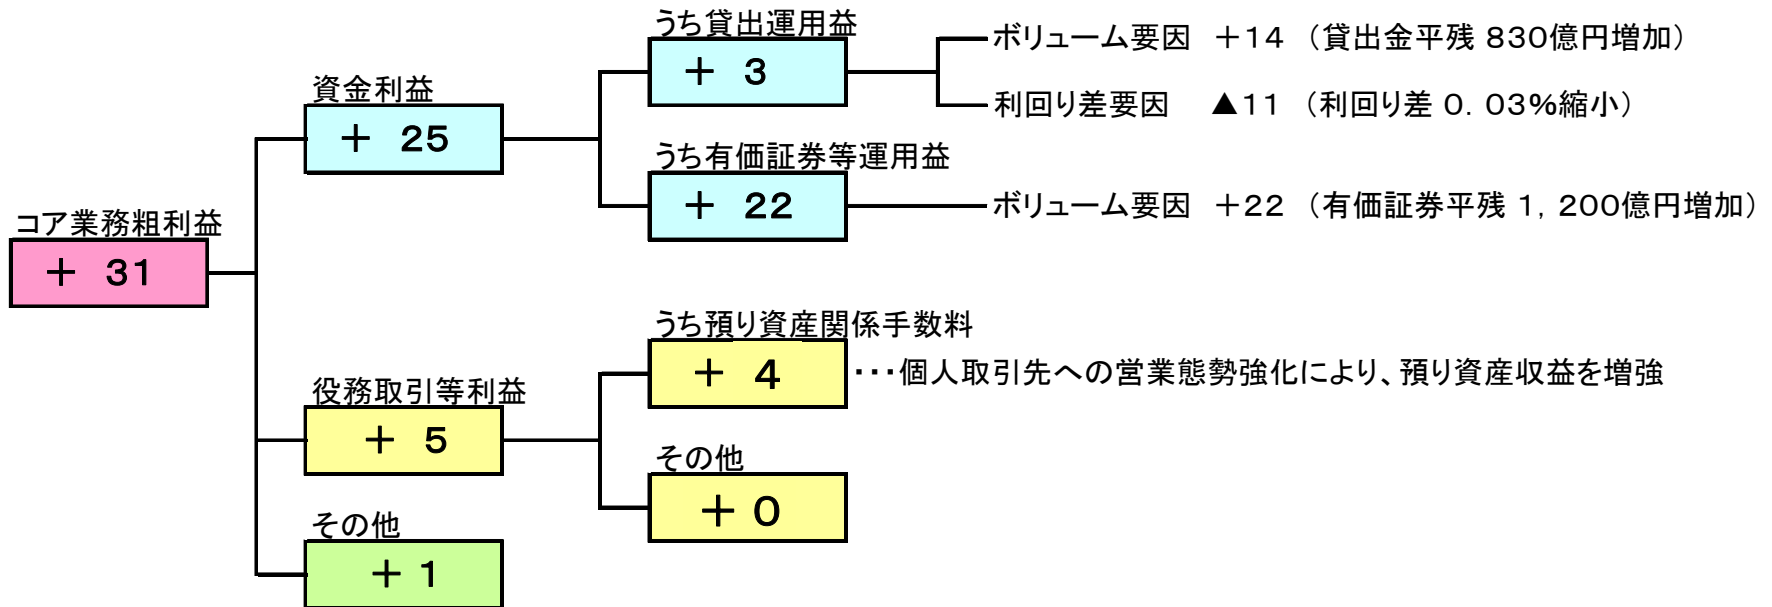 コア業務粗利益
＋ 31
資金利益
＋ 25
うち貸出運用益
＋ 3
ボリューム要因 ＋14 （貸出金平残 830億円増加）
利回り差要因 ▲11 （利回り差 0．03％縮小）
うち有価証券等運用益
＋ 22
ボリューム要因 ＋22 （有価証券平残 1，200億円増加）
役務取引等利益
＋ 5
うち預り資産関係手数料
＋ 4
・・・個人取引先への営業態勢強化により、預り資産収益を増強
その他
＋ 0
その他
＋ 1